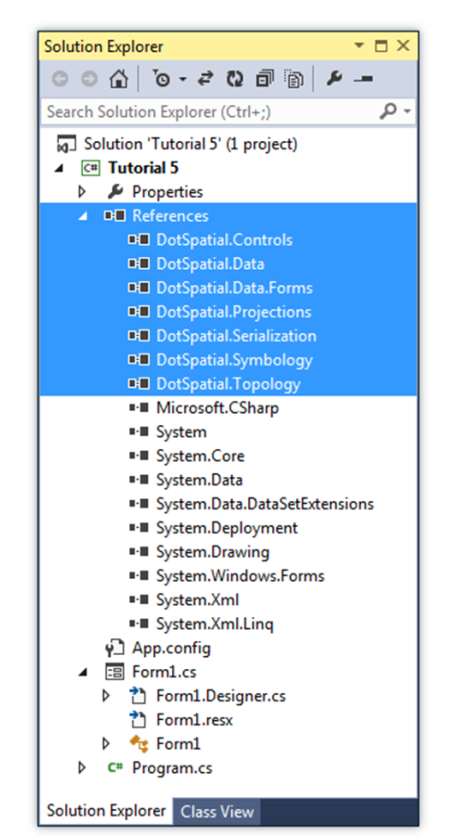 Solution Explorer
Search Solution Explorer (Ctrl+;)
Solution 'Tutorial 5' (1 project)
C# Tutorial 5
Properties
References
DotSpatial.Controls
DotSpatial.Data
DotSpatial.Data.Forms
DotSpatial.Projections
DotSpatial.Serialization
DotSpatial.Symbology
DotSpatial.Topology
Microsoft.CSharp
System
System.Core
System.Data
System.Data.DataSetExtensions
System.Deployment
System.Drawing
System.Windows.Forms
System.Xml
System.Xml.Linq
App.config
Form1.cs
Form1.Designer.cs
Form1.resx
Form1
C# Program.cs
Solution Explorer Class View